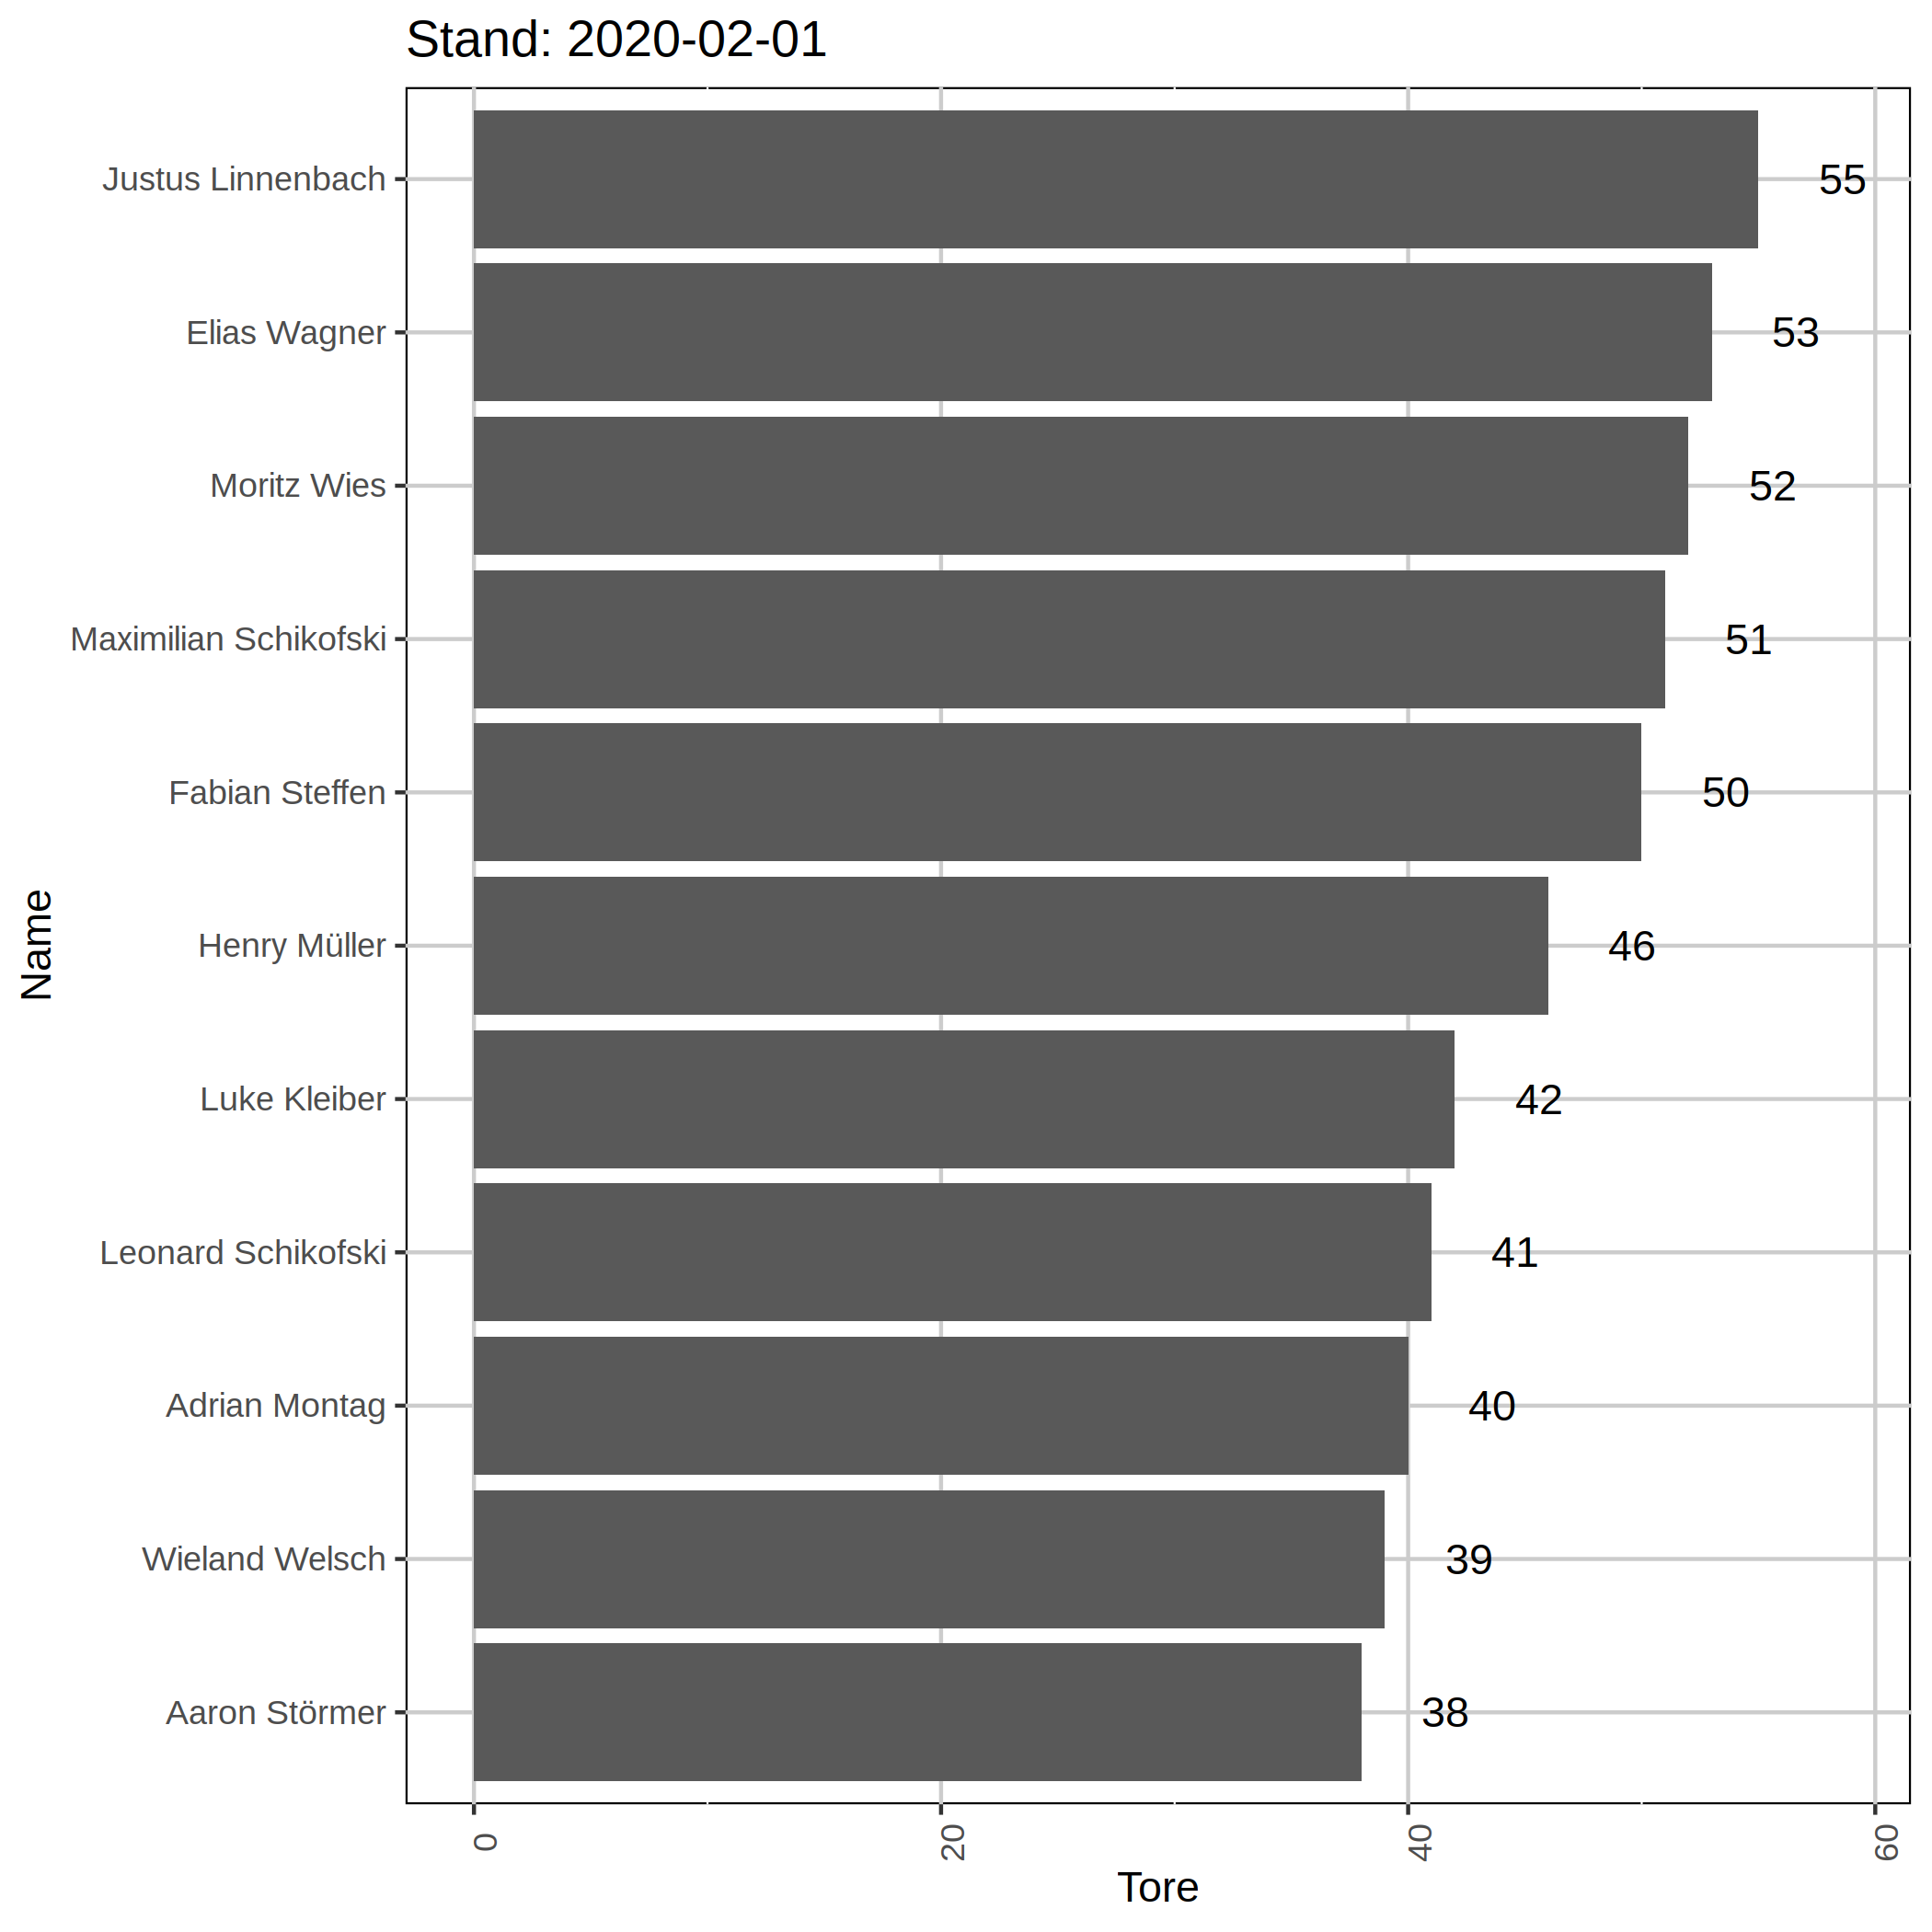 Stand: 2020-02-01
Justus Linnenbach 55
Elias Wagner 53
Moritz Wies 52
Maximilian Schikofski 51
Fabian Steffen 50
Henry Müller 46
Luke Kleiber 42
Leonard Schikofski 41
Adrian Montag 40
Wieland Welsch 39
Aaron Störmer 38
Name
0 20 40 60
Tore